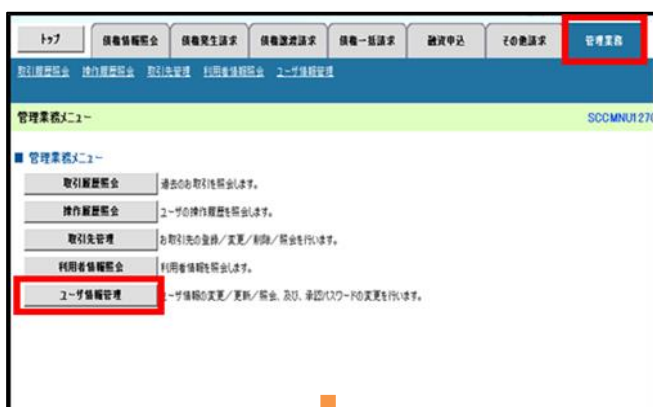 トップ 債権情報照会 債権発生請求 債権譲渡請求 債権一括請求 融資申込 その他請求 管理業務
取引履歴照会 操作履歴照会 取引先管理 利用者情報照会 ユーザ情報管理
管理業務メニュー SCCMNU1270
■ 管理業務メニュー
取引履歴照会 過去のお取引を照会します。
操作履歴照会 ユーザの操作履歴を照会します。
取引先管理 お取引先の登録/変更/削除/照会を行います。
利用者情報照会 利用者情報を照会します。
ユーザ情報管理 ユーザ情報の変更/更新/照会、及び、承認パスワードの変更を行います。